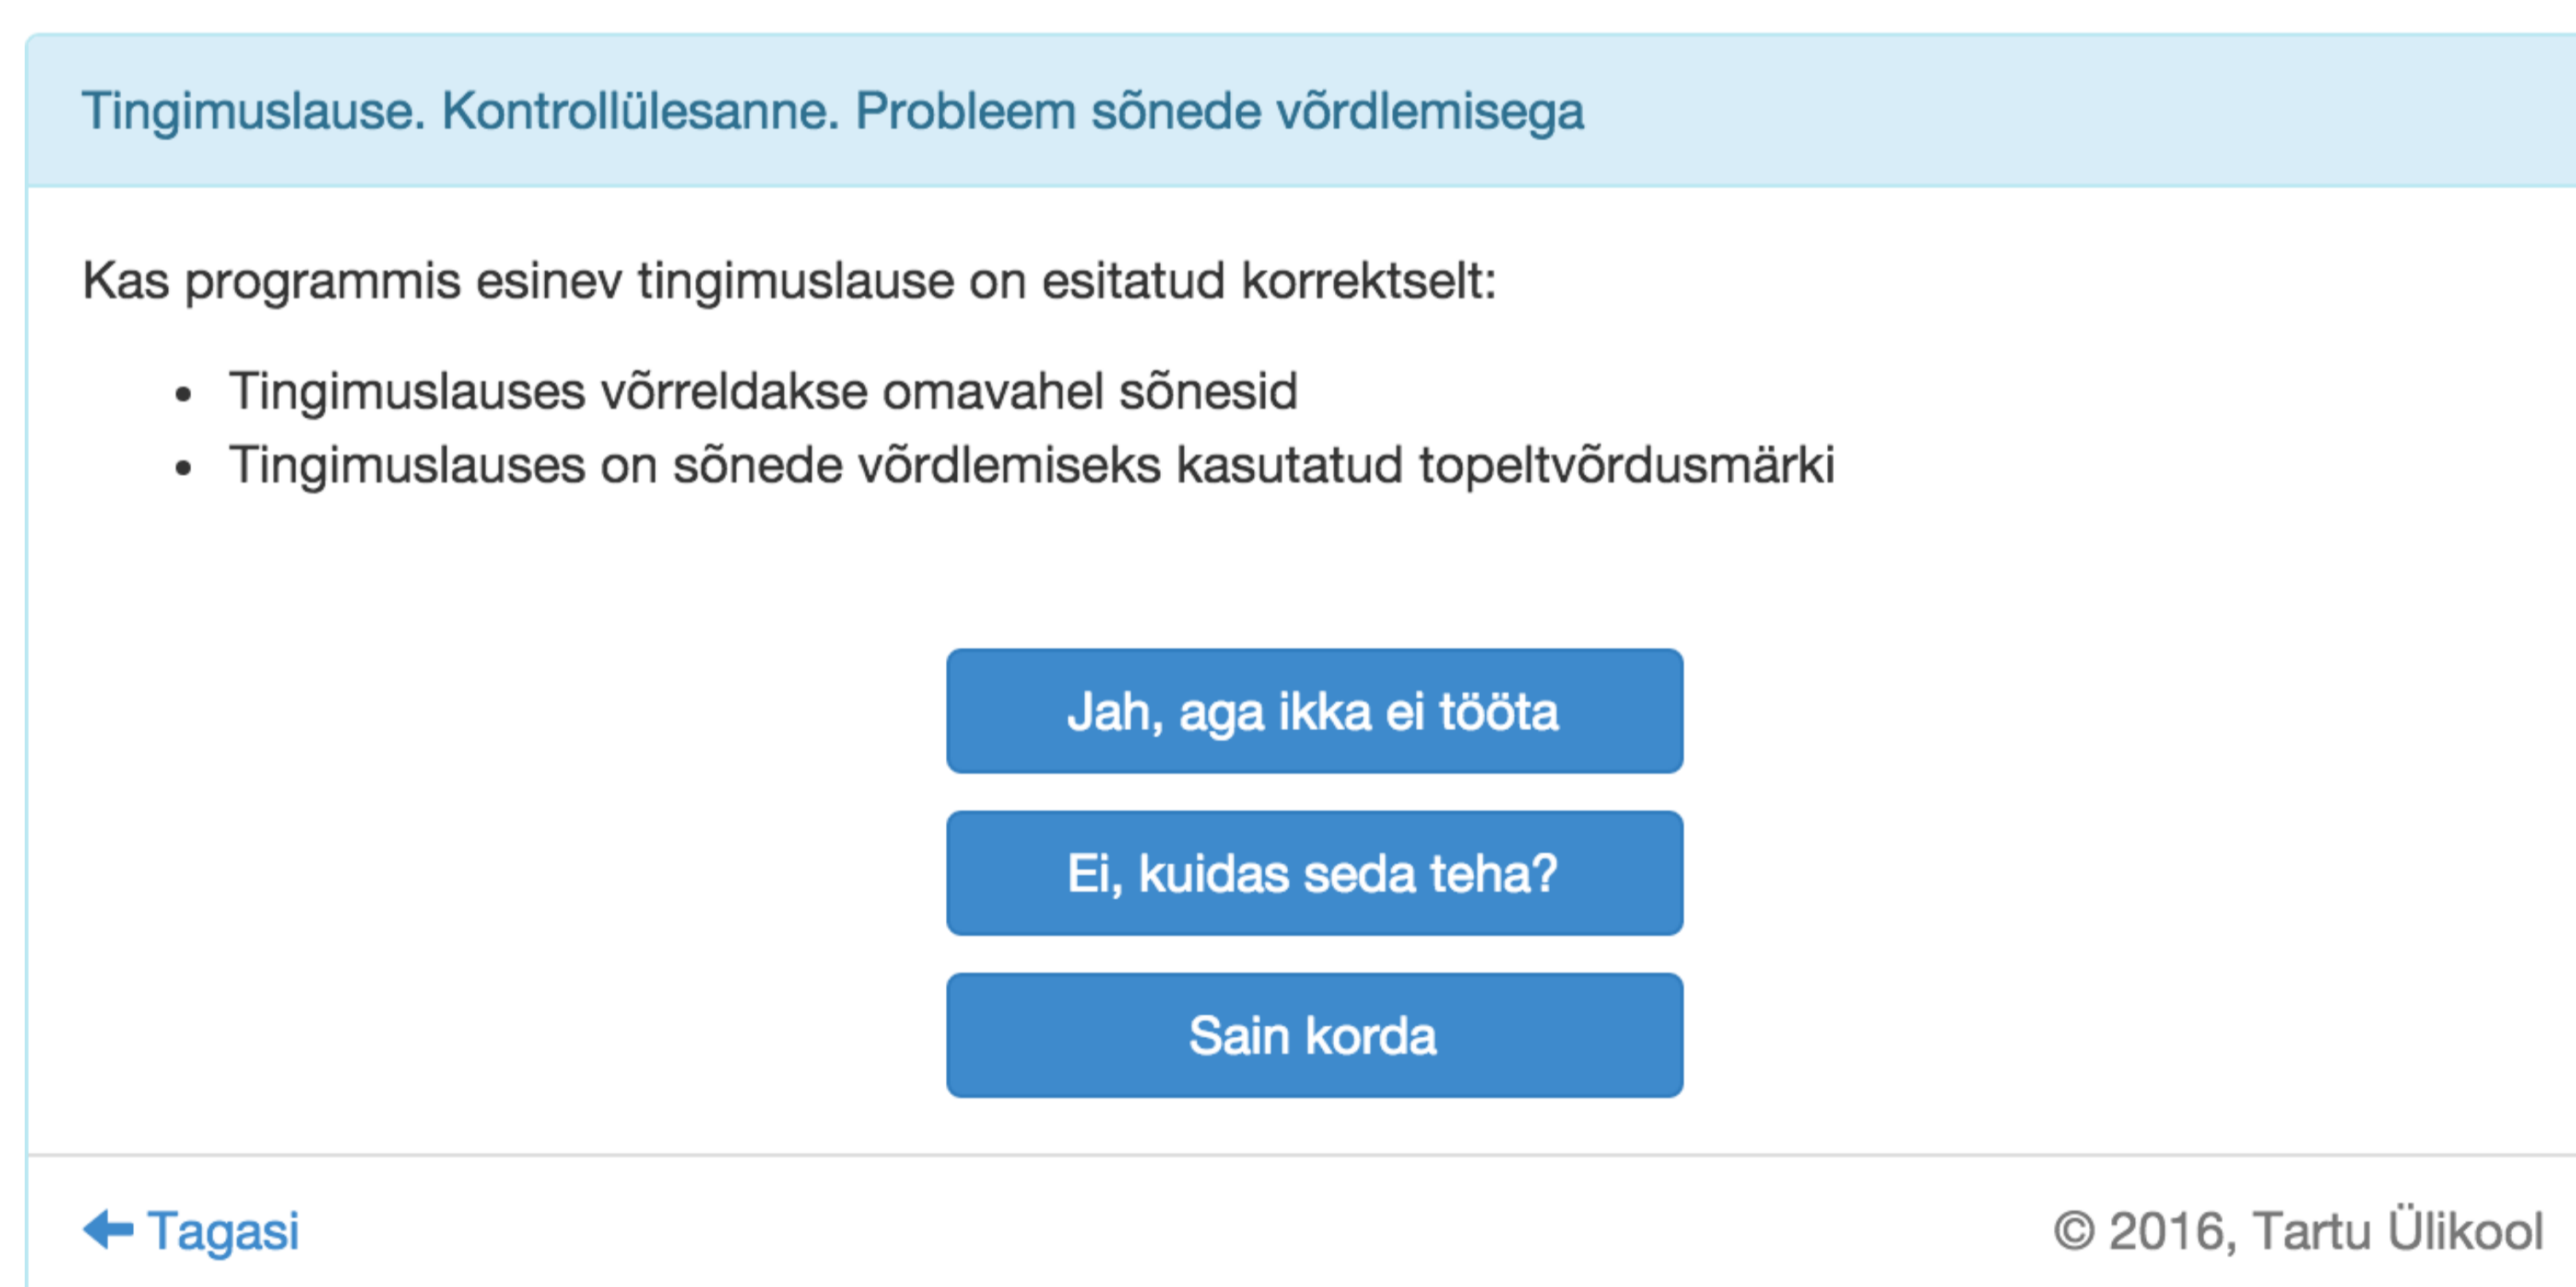 Tingimuslause. Kontrollülesanne. Probleem sõnede võrdlemisega
Kas programmis esinev tingimuslause on esitatud korrektselt:
• Tingimuslauses võrreldakse omavahel sõnesid
• Tingimuslauses on sõnede võrdlemiseks kasutatud topeltvõrdusmärki
Jah, aga ikka ei tööta
Ei, kuidas seda teha?
Sain korda
Tagasi
© 2016, Tartu Ülikool